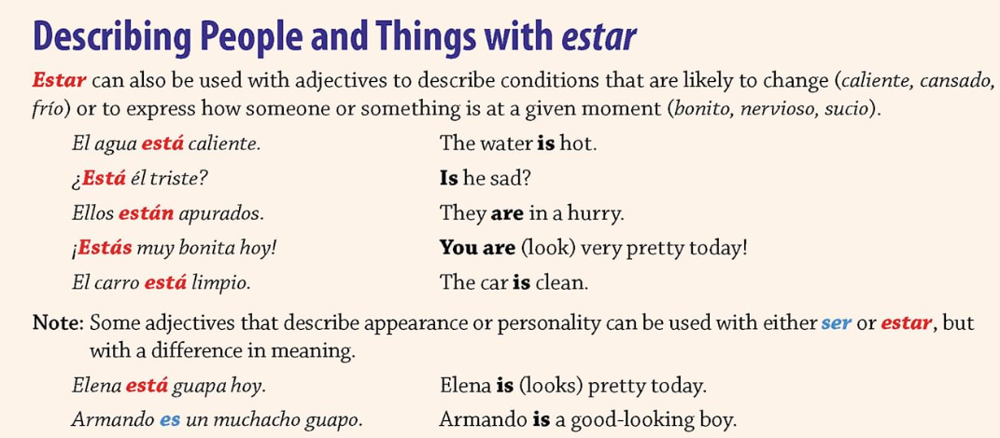 Describing People and Things with estar
Estar can also be used with adjectives to describe conditions that are likely to change (caliente, cansado,
frío) or to express how someone or something is at a given moment (bonito, nervioso, sucio).
El agua está caliente. The water is hot.
¿Está él triste? Is he sad?
Ellos están apurados. They are in a hurry.
¡Estás muy bonita hoy! You are (look) very pretty today!
El carro está limpio. The car is clean.
Note: Some adjectives that describe appearance or personality can be used with either ser or estar, but
with a difference in meaning.
Elena está guapa hoy. Elena is (looks) pretty today.
Armando es un muchacho guapo. Armando is a good-looking boy.